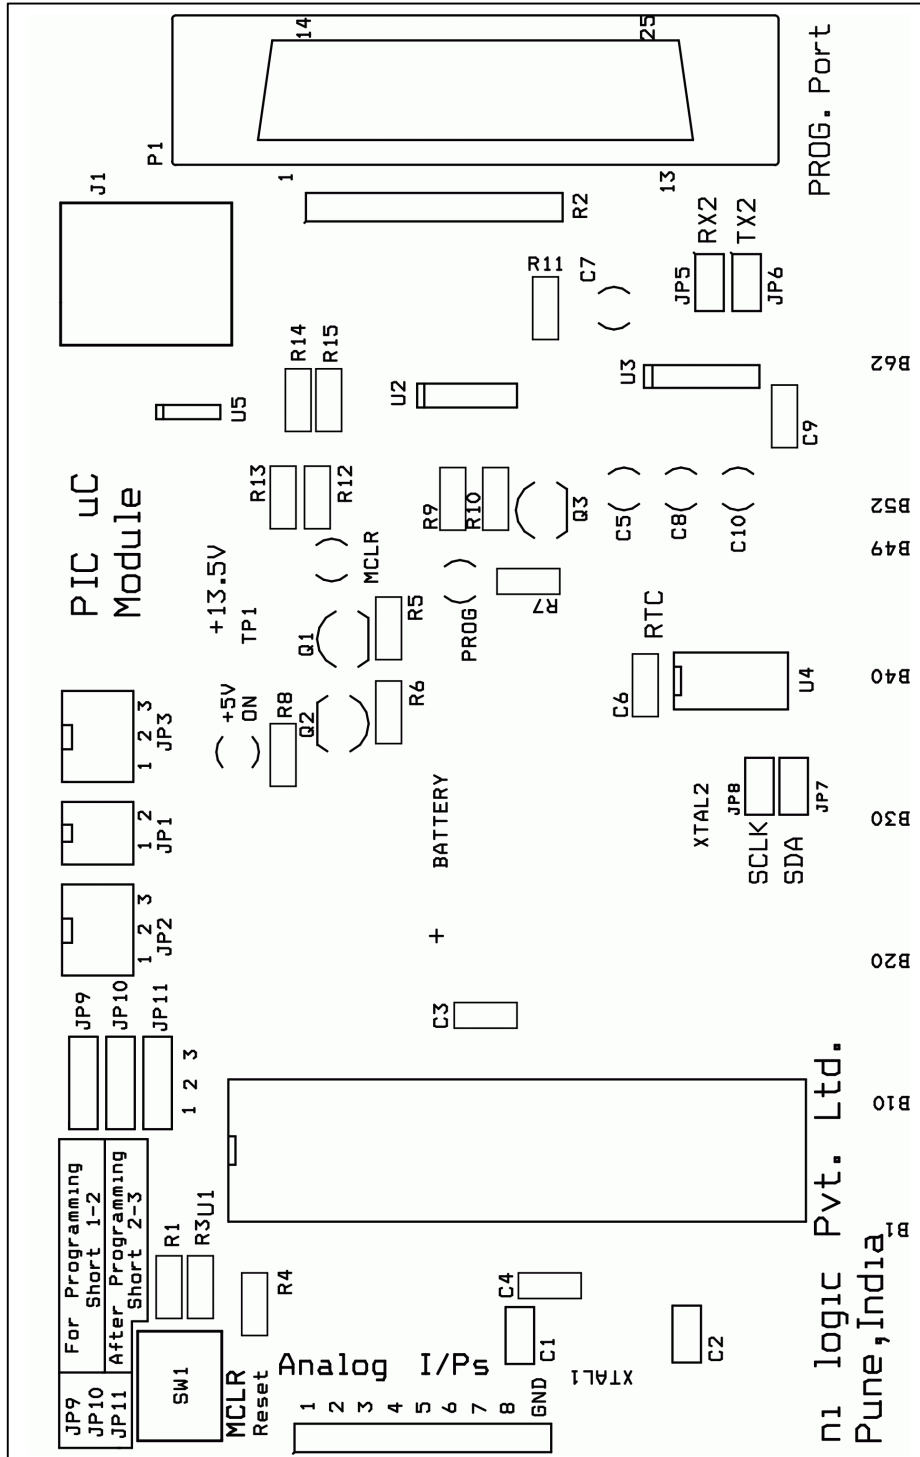 14
25
PROG. Port
P1
J1
1
13
R2
RX2
TX2
R11
C7
JP5
JP6
R14
R15
B62
U3
U2
U5
C9
PIC uC
Module
R13
R12
R9
R10
Q3
C5
C8
C10
B52
B49
MCLR
+13.5V
TP1
Q1
R5
PROG
R7
RTC
B40
U4
C6
+5V
ON
R8
Q2
R6
1 2 3
JP3
BATTERY
+
XTAL2
JP8
JP7
SCLK
SDA
B30
1 2
JP1
1 2 3
JP2
B20
C3
JP9
JP10
JP11
1 2 3
B10
B1
U1
For Programming
Short 1-2
After Programming
Short 2-3
JP9
JP10
JP11
R1
R3
R4
SW1
MCLR
Reset
Analog I/Ps
C4
C1
C2
XTAL1
1
2
3
4
5
6
7
8
GND
ni logic Pvt. Ltd.
Pune,India